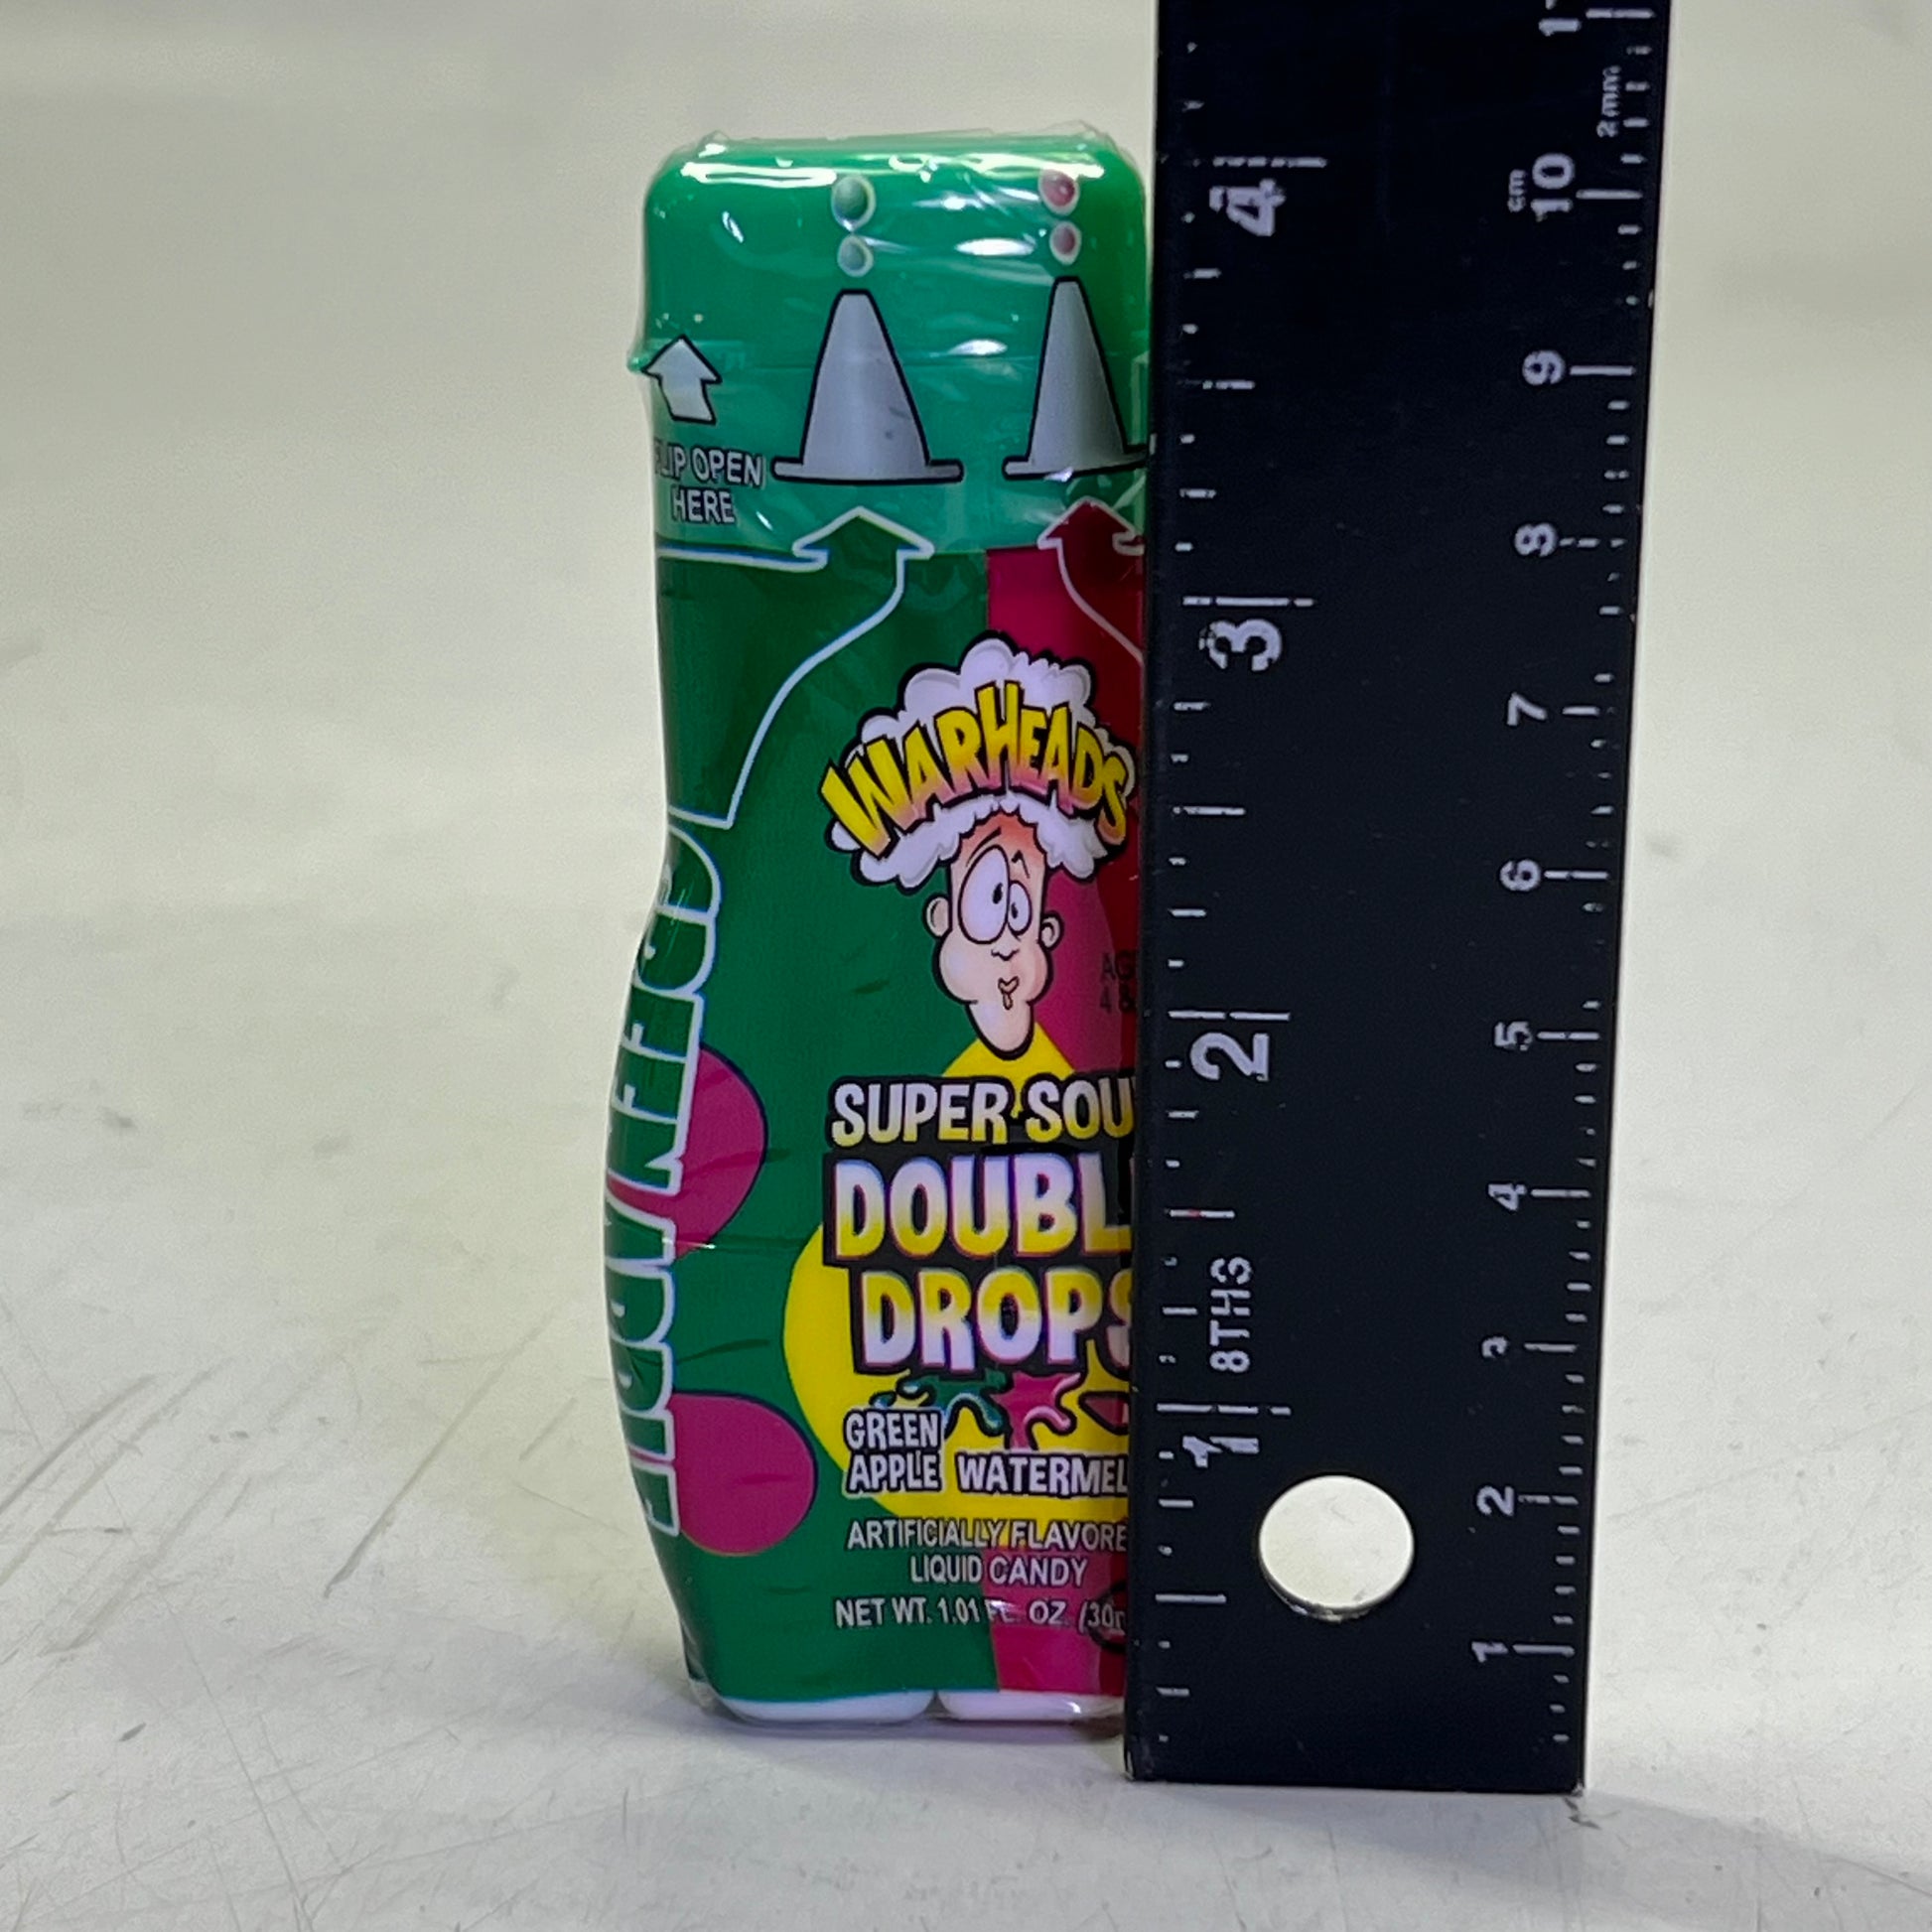 FLIP OPEN
HERE
WARHEADS
SUPER SOU
DOUBL
DROPS
GREEN
APPLE WATERMEL
ARTIFICIALLY FLAVORE
LIQUID CANDY
NET WT. 1.01 FL. OZ. (30m
4
3
2
8THS
1
2mm
cm
10
9
8
7
6
5
4
3
2
1